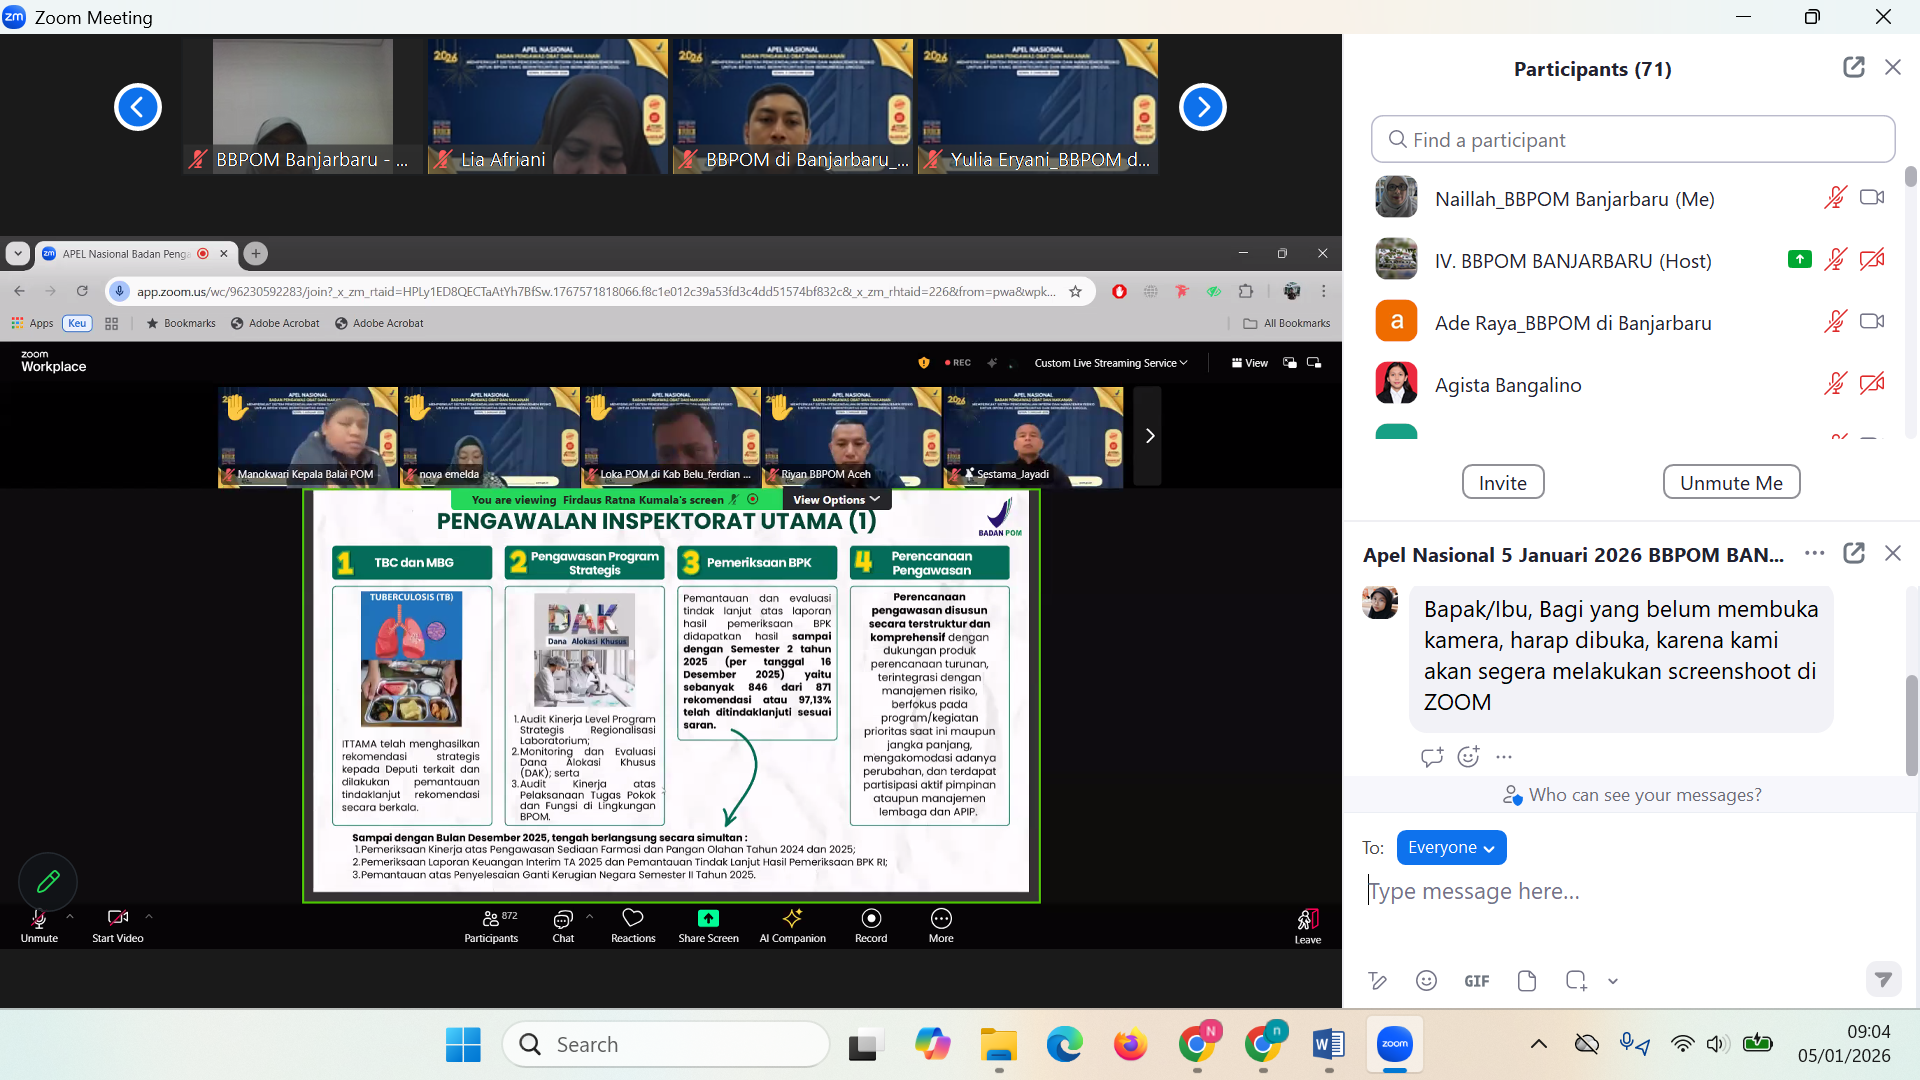 Zoom Meeting
APEL NASIONAL
BADAN PENGAWAS OBAT DAN MAKANAN
2026
BBPOM Banjarbaru - ...
Lia Afriani
BBPOM di Banjarbaru_...
Yulia Eryani_BBPOM d...
APEL Nasional Badan Penga
app.zoom.us/wc/96230592283/join?_x_zm_rtaid=HPLy1ED8QECTaAtYh7BfSw.1767571818066.f8c1e012c39a53fd3c4dd51574bf832c&_x_zm_rhtaid=226&from=pwa&wpk...
Apps
Keu
Bookmarks
Adobe Acrobat
Adobe Acrobat
All Bookmarks
zoom
Workplace
REC
Custom Live Streaming Service
View
Manokwari Kepala Balai POM
nova emelda
Loka POM di Kab Belu_ferdian ...
Riyan BBPOM Aceh
Sestama_Jayadi
You are viewing Firdaus Ratna Kumala's screen
View Options
PENGAWALAN INSPEKTORAT UTAMA (1)
BADAN POM
1 TBC dan MBG
TUBERCULOSIS (TB)
ITTAMA telah menghasilkan
rekomendasi strategis
kepada Deputi terkait dan
dilakukan pemantauan
tindaklanjut rekomendasi
secara berkala.
2 Pengawasan Program
Strategis
DAK
Dana Alokasi Khusus
1.Audit Kinerja Level Program
Strategis Regionalisasi
Laboratorium;
2.Monitoring dan Evaluasi
Dana Alokasi Khusus
(DAK); serta
3.Audit Kinerja atas
Pelaksanaan Tugas Pokok
dan Fungsi di Lingkungan
BPOM.
3 Pemeriksaan BPK
Pemantauan dan evaluasi
tindak lanjut atas laporan
hasil pemeriksaan BPK
didapatkan hasil sampai
dengan Semester 2 tahun
2025 (per tanggal 16
Desember 2025) yaitu
sebanyak 846 dari 871
rekomendasi atau 97,13%
telah ditindaklanjuti sesuai
saran.
4 Perencanaan
Pengawasan
Perencanaan
pengawasan disusun
secara terstruktur dan
komprehensif dengan
dukungan produk
perencanaan turunan,
terintegrasi dengan
manajemen risiko,
berfokus pada
program/kegiatan
prioritas saat ini maupun
jangka panjang,
mengakomodasi adanya
perubahan, dan terdapat
partisipasi aktif pimpinan
ataupun manajemen
lembaga dan APIP.
Sampai dengan Bulan Desember 2025, tengah berlangsung secara simultan :
1.Pemeriksaan Kinerja atas Pengawasan Sediaan Farmasi dan Pangan Olahan Tahun 2024 dan 2025;
2.Pemeriksaan Laporan Keuangan Interim TA 2025 dan Pemantauan Tindak Lanjut Hasil Pemeriksaan BPK RI;
3.Pemantauan atas Penyelesaian Ganti Kerugian Negara Semester II Tahun 2025.
Unmute
Start Video
872
Participants
Chat
Reactions
Share Screen
AI Companion
Record
More
Leave
Participants (71)
Find a participant
Naillah_BBPOM Banjarbaru (Me)
IV. BBPOM BANJARBARU (Host)
a
Ade Raya_BBPOM di Banjarbaru
Agista Bangalino
Invite
Unmute Me
Apel Nasional 5 Januari 2026 BBPOM BAN...
Bapak/Ibu, Bagi yang belum membuka
kamera, harap dibuka, karena kami
akan segera melakukan screenshoot di
ZOOM
Who can see your messages?
To: Everyone
Type message here...
GIF
Search
09:04
05/01/2026